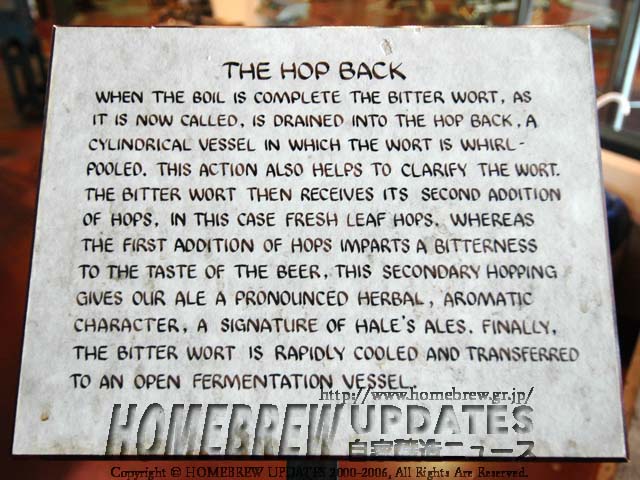 THE HOP BACK
WHEN THE BOIL IS COMPLETE THE BITTER WORT, AS
IT IS NOW CALLED, IS DRAINED INTO THE HOP BACK, A
CYLINDRICAL VESSEL IN WHICH THE WORT IS WHIRL-
POOLED. THIS ACTION ALSO HELPS TO CLARIFY THE WORT.
THE BITTER WORT THEN RECEIVES ITS SECOND ADDITION
OF HOPS, IN THIS CASE FRESH LEAF HOPS. WHEREAS
THE FIRST ADDITION OF HOPS IMPARTS A BITTERNESS
TO THE TASTE OF THE BEER, THIS SECONDARY HOPPING
GIVES OUR ALE A PRONOUNCED HERBAL, AROMATIC
CHARACTER, A SIGNATURE OF HALE'S ALES. FINALLY,
THE BITTER WORT IS RAPIDLY COOLED AND TRANSFERRED
TO AN OPEN FERMENTATION VESSEL.
http://www.homebrew.gr.jp/
HOMEBREW UPDATES
自家醸造ニュース
Copyright @ HOMEBREW UPDATES 2000-2006, All Rights Are Reserved.